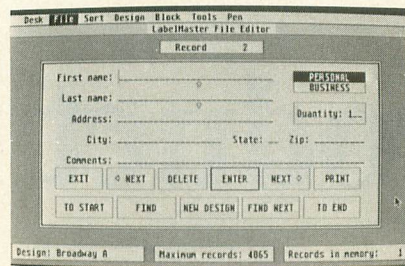 Desk File Sort Design Block Tools Pen
LabelMaster File Editor
Record 2
First name:
PERSONAL
BUSINESS
Last name:
Address:
Quantity: 1
City: State: Zip:
Comments:
EXIT NEXT DELETE ENTER NEXT PRINT
TO START FIND NEW DESIGN FIND NEXT TO END
Design: Broadway A Maximum records: 4065 Records in memory: 1